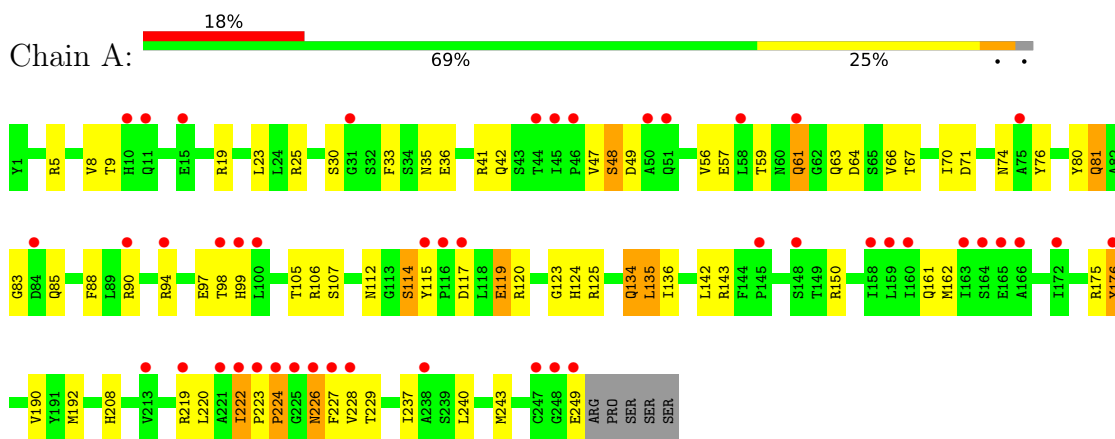 18%
Chain A:
69% 25% • •
Y1 R5 V8 T9 H10 Q11 E15 R19 L23 L24 R25 S30 G31 S32 F33 S34 N35 E36 R41 Q42 S43 T44 I45 P46 V47 S48 D49 A50 Q51 V56 E57 L58 T59 N60 Q61 G62 Q63 D64 S65 V66 T67 I70 D71 N74 A75 Y76 Y80 Q81 A82
G83 D84 Q85 F88 L89 R90 R94 E97 T98 H99 L100 T105 R106 S107 N112 G113 S114 Y115 P116 D117 L118 E119 R120 G123 H124 R125 Q134 L135 I136 L142 R143 F144 P145 S148 T149 R150 I158 L159 I160 Q161 M162 I163 S164 E165 A166 I172 R175 Y176
V190 Y191 M192 H208 V213 R219 L220 A221 I222 P223 P224 G225 N226 F227 V228 T229 I237 A238 S239 L240 M243 C247 G248 E249 ARG PRO SER SER SER